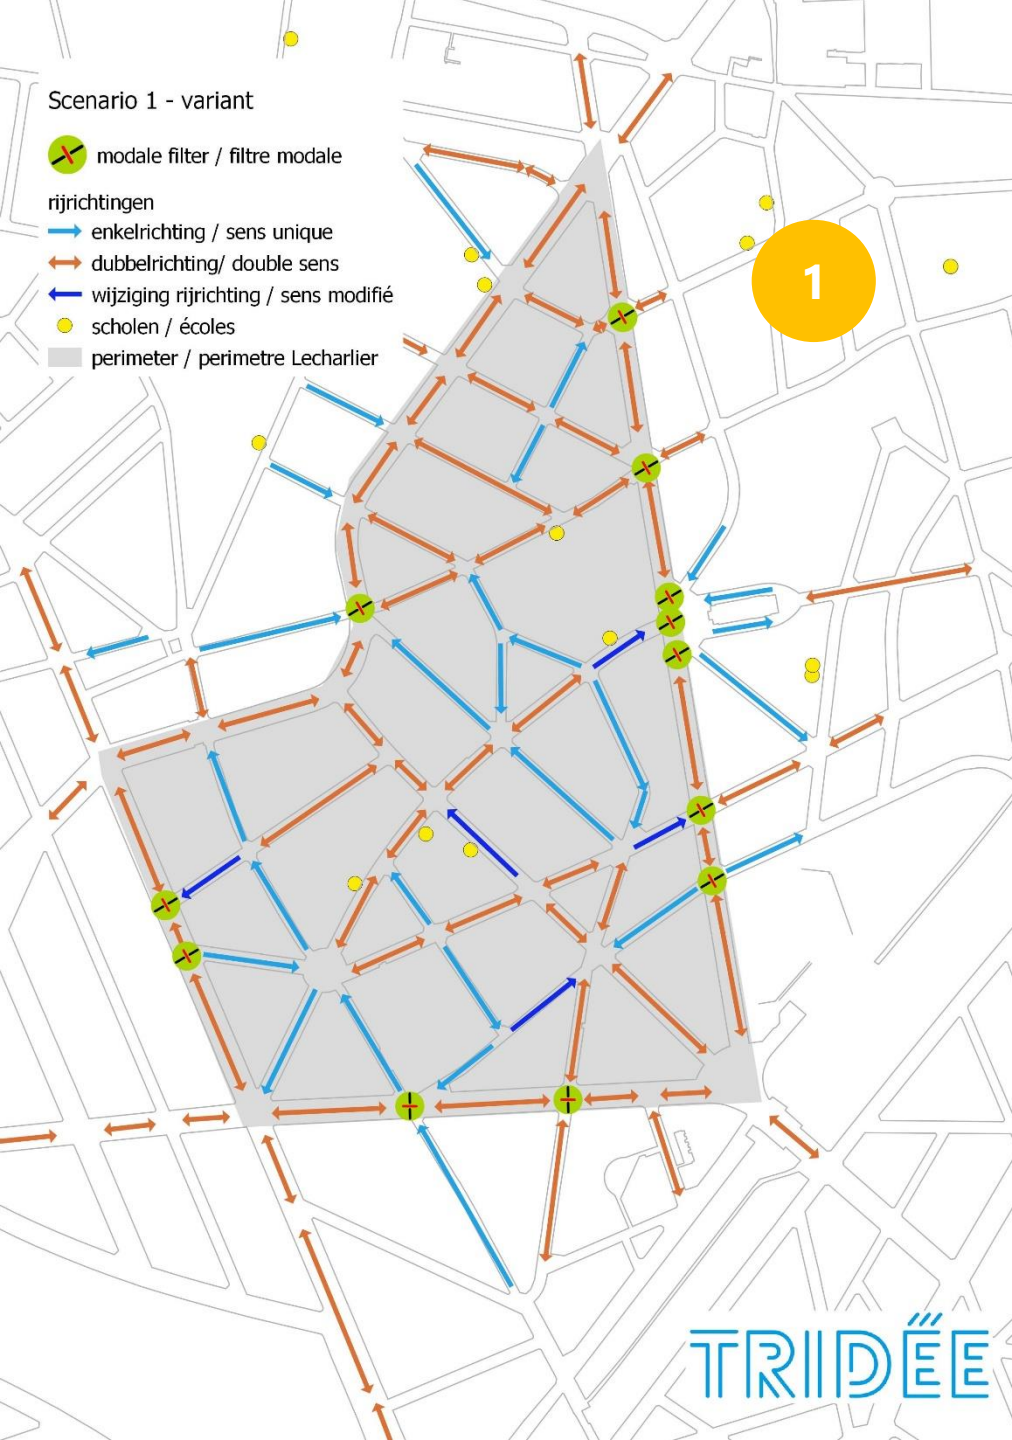 Scenario 1 - variant
modale filter / filtre modale
rijrichtingen
enkelrichting / sens unique
dubbelrichting/ double sens
wijziging rijrichting / sens modifié
scholen / écoles
perimeter / perimetre Lecharlier
1
TRIDËE